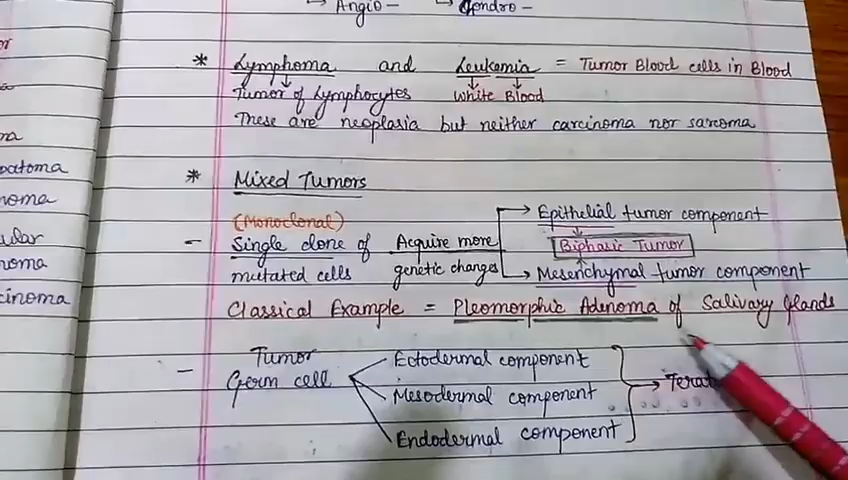 Angio - Chondro -
* Lymphoma and Leukemia = Tumor Blood cells in Blood
Tumor of Lymphocytes White Blood
These are neoplasia but neither carcinoma nor sarcoma
* Mixed Tumors
(Monoclonal) Epithelial tumor component
- Single clone of Acquire more Biphasic Tumor
mutated cells genetic changes Mesenchymal tumor component
Classical Example = Pleomorphic Adinoma of Salivary Glands
- Tumor Ectodermal component
Germ cell Mesodermal component
Endodermal component
noma